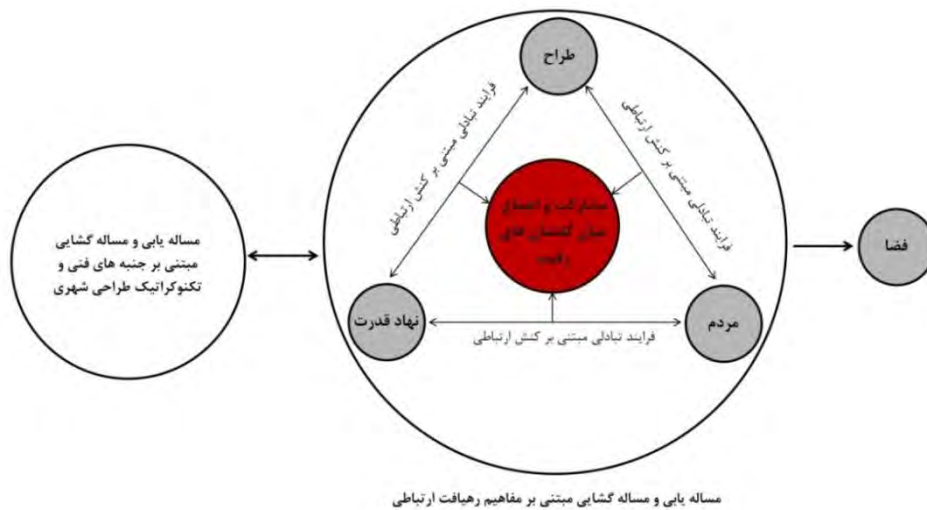 طراح
فرایند تبادلی مبتنی بر کنش ارتباطی
فرایند تبادلی مبتنی بر کنش ارتباطی
مشارکت و اجماع
میان گفتمان های
رقیب
فضا
مساله یابی و مساله گشایی
مبتنی بر جنبه های فنی و
تکنوکراتیک طراحی شهری
مردم
نهاد قدرت
فرایند تبادلی مبتنی بر کنش ارتباطی
مساله یابی و مساله گشایی مبتنی بر مفاهیم رهیافت ارتباطی